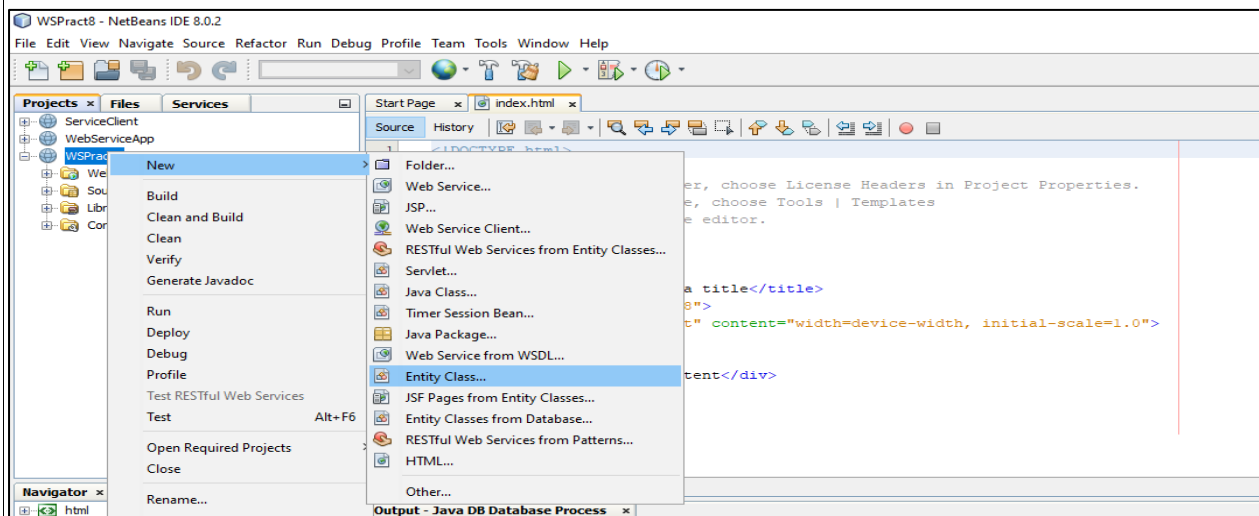 WSPract8 - NetBeans IDE 8.0.2
File Edit View Navigate Source Refactor Run Debug Profile Team Tools Window Help
Projects Files Services
Start Page index.html
ServiceClient
WebServiceApp
Source History
1 <!DOCTYPE html>
New
Build
Clean and Build
Clean
Verify
Generate Javadoc
Run
Deploy
Debug
Profile
Test RESTful Web Services
Test Alt+F6
Open Required Projects
Close
Rename...
Folder...
Web Service...
JSP...
Web Service Client...
RESTful Web Services from Entity Classes...
Servlet...
Java Class...
Timer Session Bean...
Java Package...
Web Service from WSDL...
Entity Class...
JSF Pages from Entity Classes...
Entity Classes from Database...
RESTful Web Services from Patterns...
HTML...
Other...
er, choose License Headers in Project Properties.
e, choose Tools | Templates
e editor.
a title</title>
8">
t" content="width=device-width, initial-scale=1.0">
tent</div>
Navigator
html
Output - Java DB Database Process